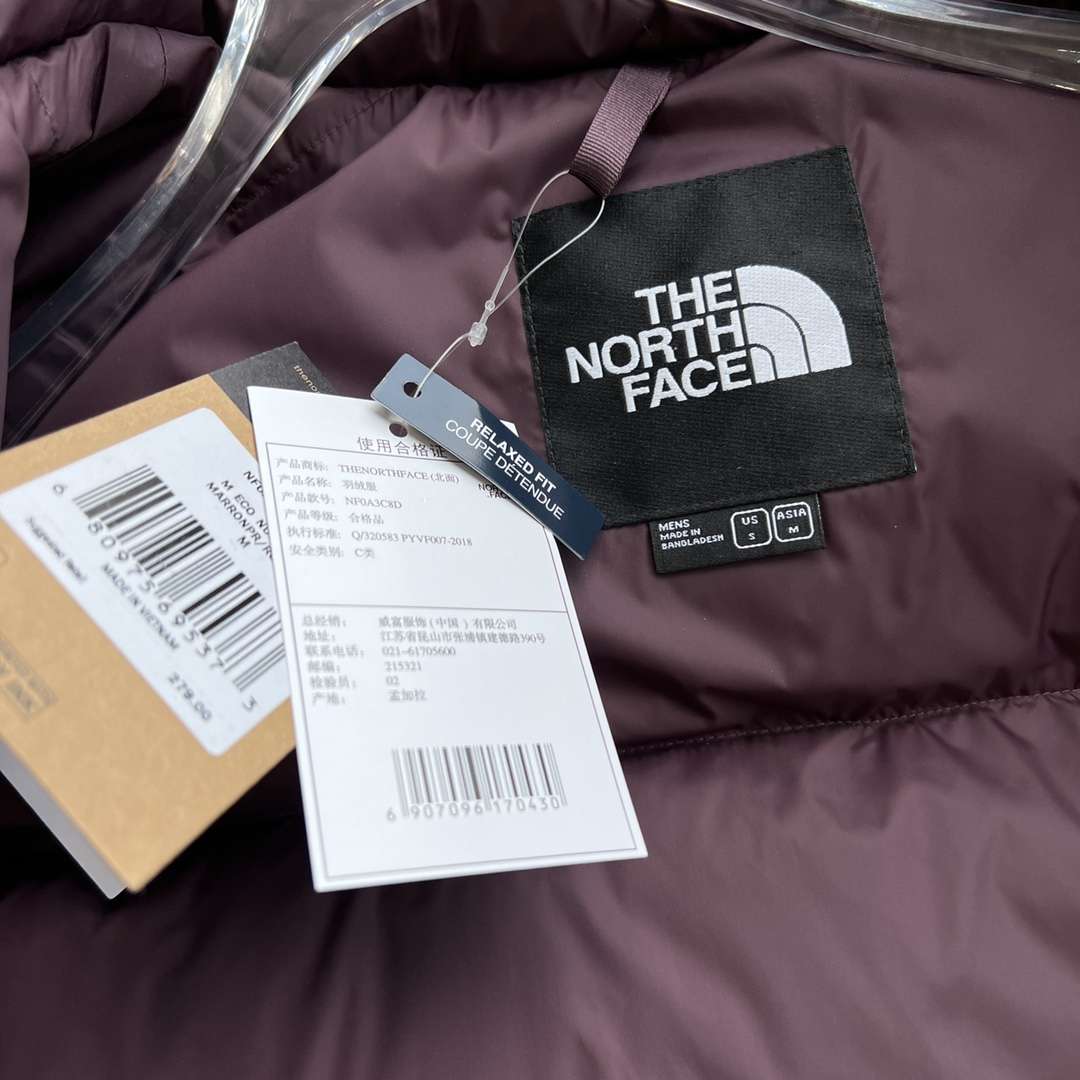 THE
NORTH
FACE
MENS
MADE IN
BANGLADESH
US
S
ASIA
M
RELAXED FIT
COUPE DÉTENDUE
使用合格证
产品商标: THENORTHFACE(北面)
产品名称: 羽绒服
产品款号: NF0A3C8D
产品等级: 合格品
执行标准: Q/320583 PYVF007-2018
安全类别: C类
总经销: 威富服饰(中国)有限公司
地址: 江苏省昆山市张浦镇建德路390号
联系电话: 021-61705600
邮编: 215321
检验员: 02
产地: 孟加拉
6 907096 170430
M
MADE IN VIETNAM
279.00
6 80975 69537 3